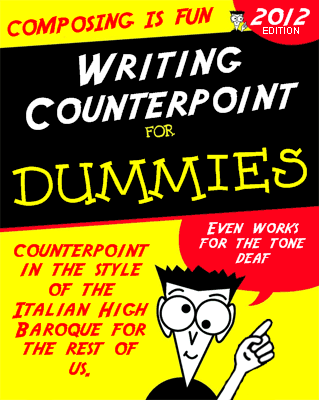 COMPOSING IS FUN
2012
EDITION
WRITING
COUNTERPOINT
FOR
DUMMIES
EVEN WORKS
FOR THE TONE
DEAF
COUNTERPOINT
IN THE STYLE
OF THE
ITALIAN HIGH
BAROQUE FOR
THE REST OF
US.